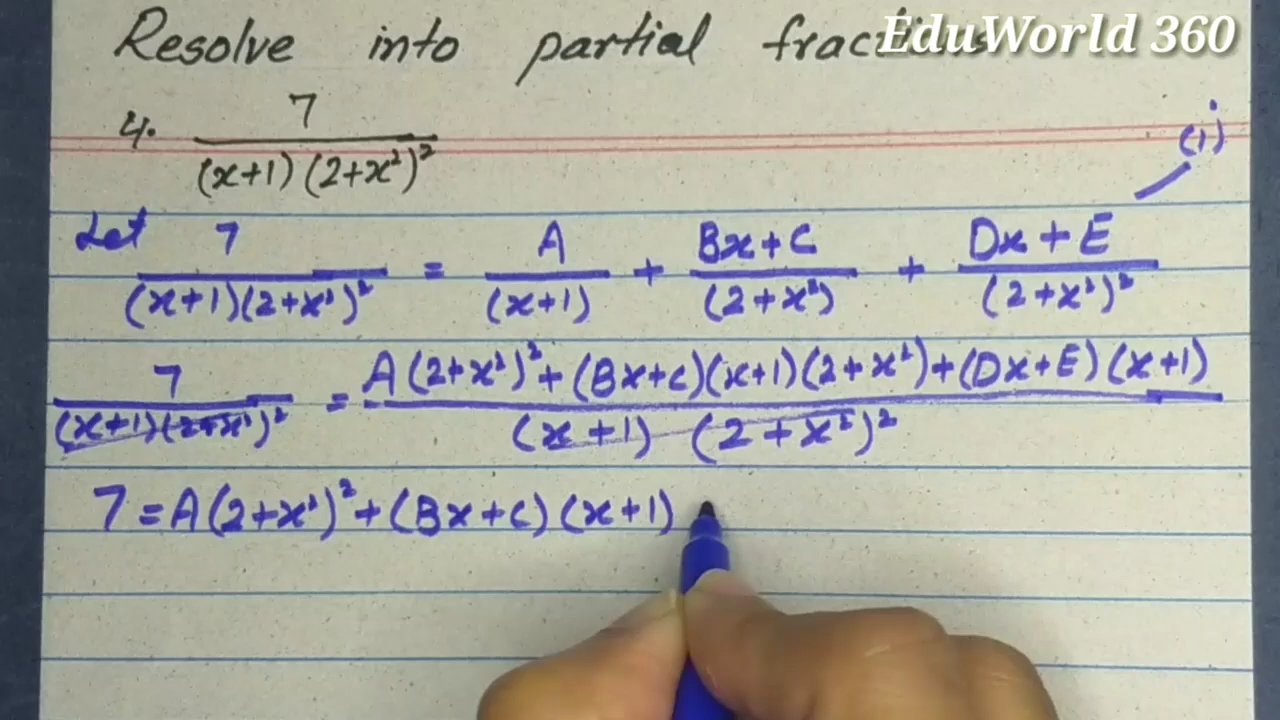 Resolve into partial fractions
EduWorld 360
4. 7/((x+1)(2+x²)²)
(i)
Let 7/((x+1)(2+x²)²) = A/(x+1) + (Bx+C)/(2+x²) + (Dx+E)/(2+x²)²
7/((x+1)(2+x²)²) = (A(2+x²)²+(Bx+C)(x+1)(2+x²)+(Dx+E)(x+1))/((x+1)(2+x²)²)
7=A(2+x²)²+(Bx+C)(x+1)